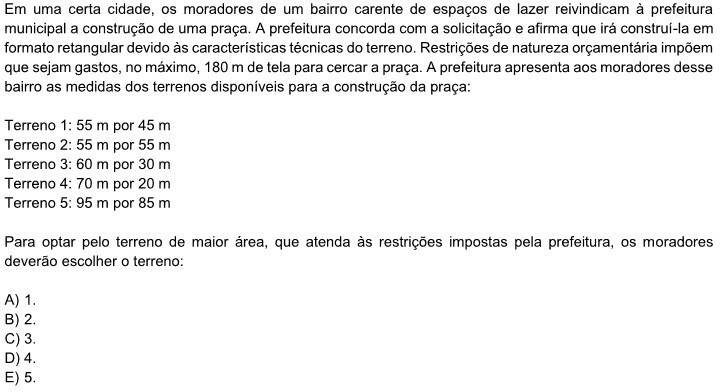 Em uma certa cidade, os moradores de um bairro carente de espaços de lazer reivindicam à prefeitura
municipal a construção de uma praça. A prefeitura concorda com a solicitação e afirma que irá construí-la em
formato retangular devido às características técnicas do terreno. Restrições de natureza orçamentária impõem
que sejam gastos, no máximo, 180 m de tela para cercar a praça. A prefeitura apresenta aos moradores desse
bairro as medidas dos terrenos disponíveis para a construção da praça:
Terreno 1: 55 m por 45 m
Terreno 2: 55 m por 55 m
Terreno 3: 60 m por 30 m
Terreno 4: 70 m por 20 m
Terreno 5: 95 m por 85 m
Para optar pelo terreno de maior área, que atenda às restrições impostas pela prefeitura, os moradores
deverão escolher o terreno:
A) 1.
B) 2.
C) 3.
D) 4.
E) 5.